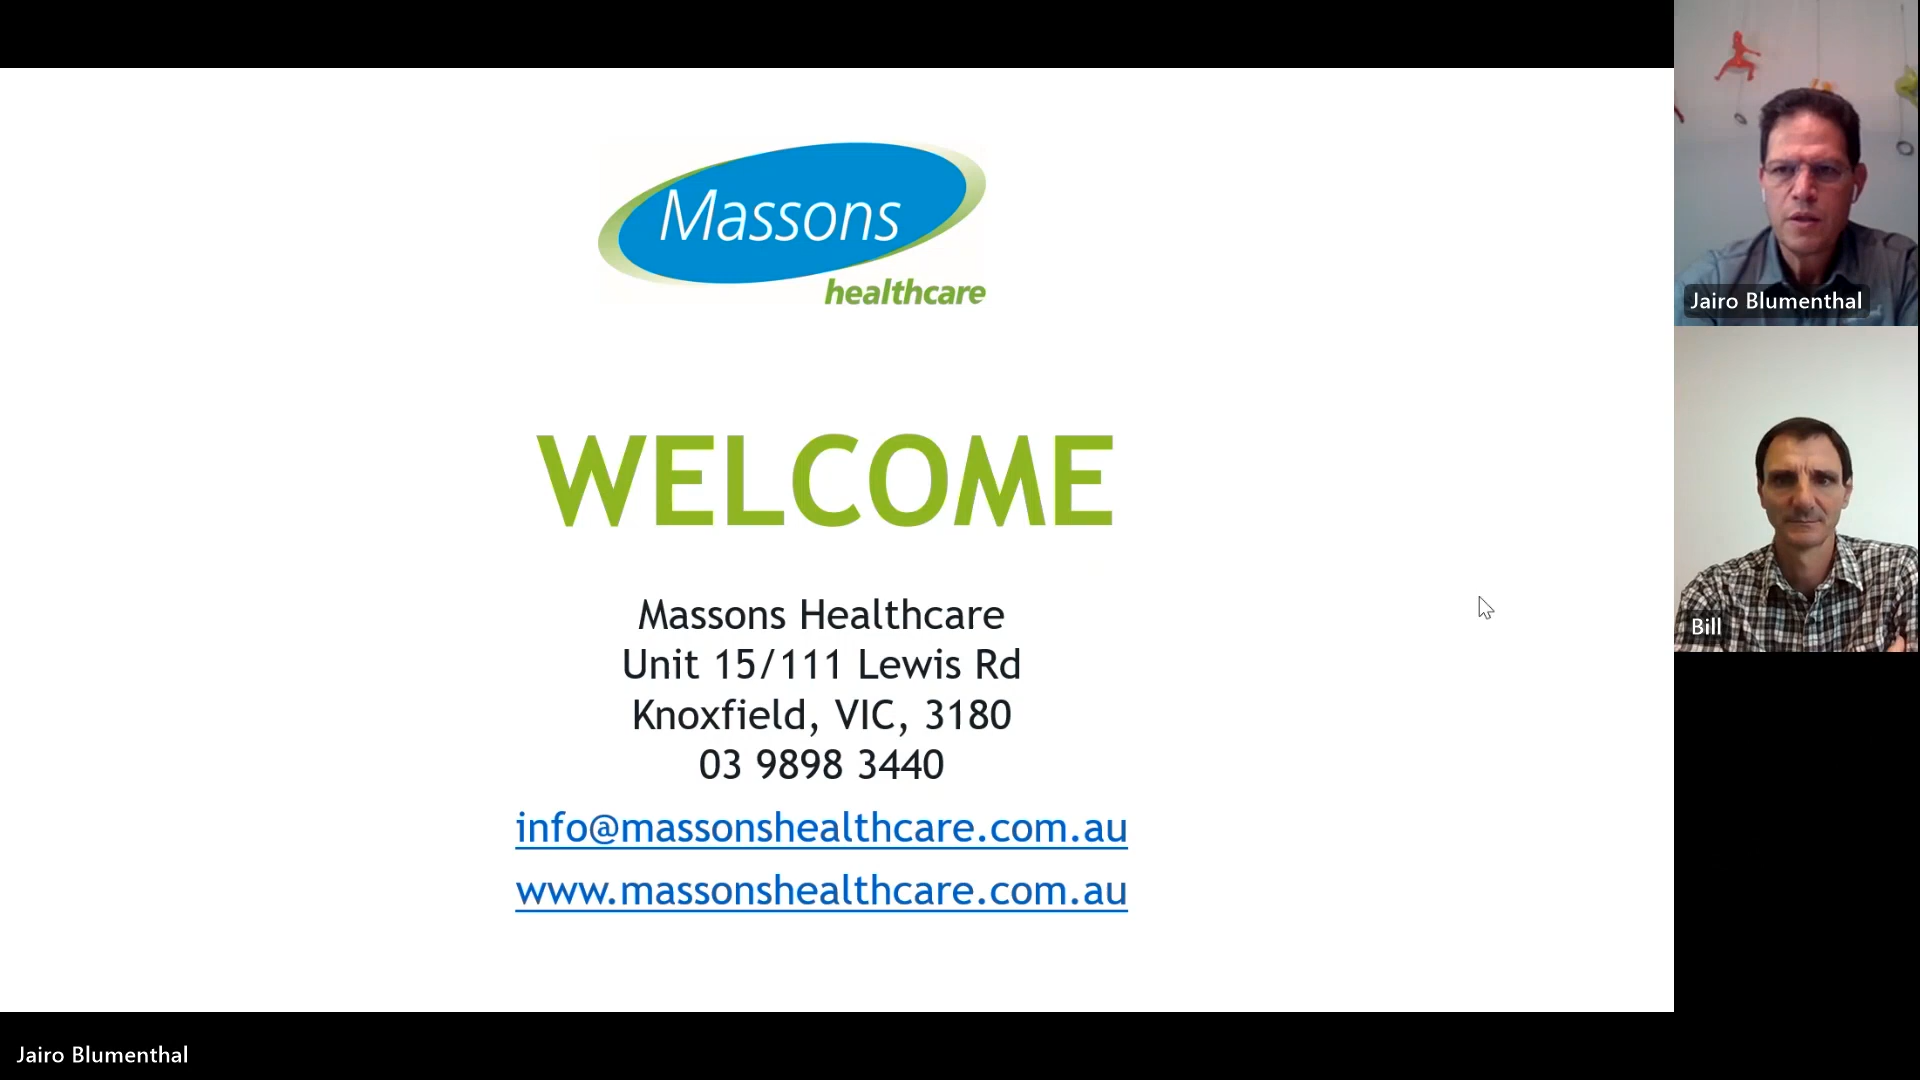 Massons
healthcare
WELCOME
Massons Healthcare
Unit 15/111 Lewis Rd
Knoxfield, VIC, 3180
03 9898 3440
info@massonshealthcare.com.au
www.massonshealthcare.com.au
Jairo Blumenthal
Bill
Jairo Blumenthal